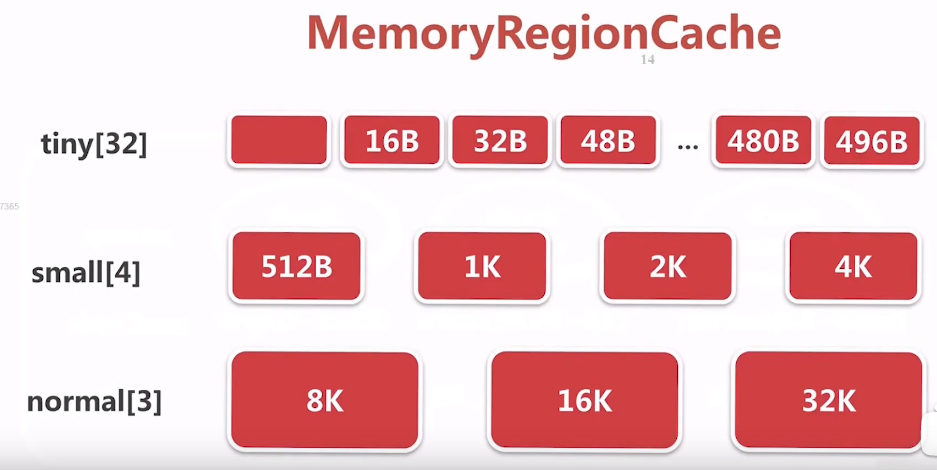 MemoryRegionCache
14
tiny[32] 16B 32B 48B ... 480B 496B
7365
small[4] 512B 1K 2K 4K
normal[3] 8K 16K 32K